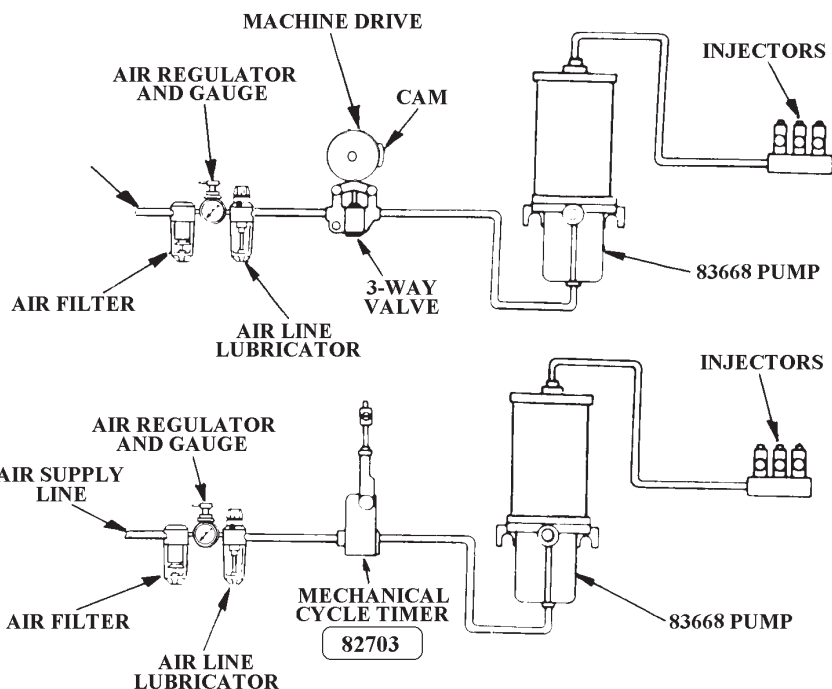 MACHINE DRIVE
AIR REGULATOR
AND GAUGE
CAM
INJECTORS
AIR FILTER
3-WAY
VALVE
83668 PUMP
AIR LINE
LUBRICATOR
INJECTORS
AIR REGULATOR
AND GAUGE
AIR SUPPLY
LINE
AIR FILTER
MECHANICAL
CYCLE TIMER
82703
83668 PUMP
AIR LINE
LUBRICATOR